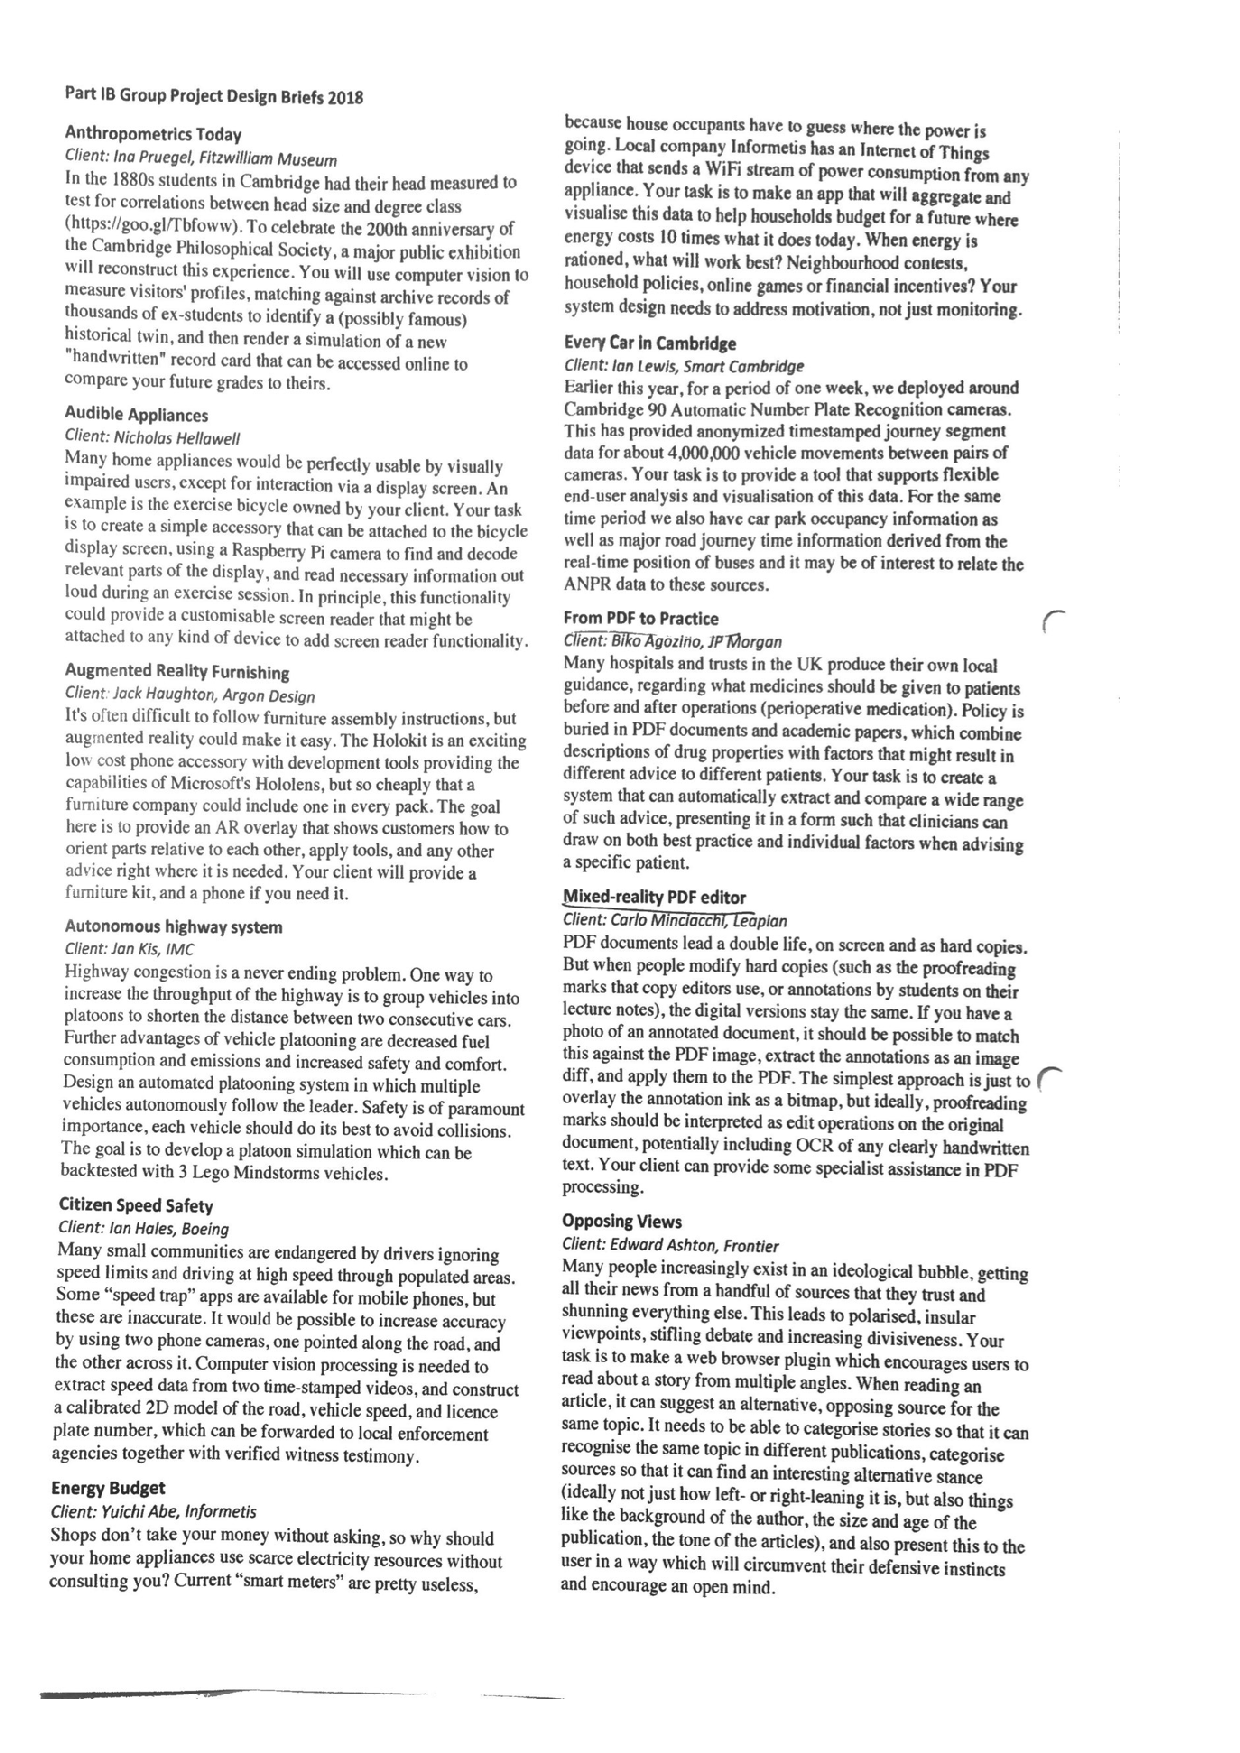 Part IB Group Project Design Briefs 2018
Anthropometrics Today
Client: Ina Pruegel, Fitzwilliam Museum
In the 1880s students in Cambridge had their head measured to
test for correlations between head size and degree class
(https://goo.gl/Tbfoww). To celebrate the 200th anniversary of
the Cambridge Philosophical Society, a major public exhibition
will reconstruct this experience. You will use computer vision to
measure visitors' profiles, matching against archive records of
thousands of ex-students to identify a (possibly famous)
historical twin, and then render a simulation of a new
"handwritten" record card that can be accessed online to
compare your future grades to theirs.
Audible Appliances
Client: Nicholas Hellawell
Many home appliances would be perfectly usable by visually
impaired users, except for interaction via a display screen. An
example is the exercise bicycle owned by your client. Your task
is to create a simple accessory that can be attached to the bicycle
display screen, using a Raspberry Pi camera to find and decode
relevant parts of the display, and read necessary information out
loud during an exercise session. In principle, this functionality
could provide a customisable screen reader that might be
attached to any kind of device to add screen reader functionality.
Augmented Reality Furnishing
Client: Jack Haughton, Argon Design
It's often difficult to follow furniture assembly instructions, but
augmented reality could make it easy. The Holokit is an exciting
low cost phone accessory with development tools providing the
capabilities of Microsoft's Hololens, but so cheaply that a
furniture company could include one in every pack. The goal
here is to provide an AR overlay that shows customers how to
orient parts relative to each other, apply tools, and any other
advice right where it is needed. Your client will provide a
furniture kit, and a phone if you need it.
Autonomous highway system
Client: Jan Kis, IMC
Highway congestion is a never ending problem. One way to
increase the throughput of the highway is to group vehicles into
platoons to shorten the distance between two consecutive cars.
Further advantages of vehicle platooning are decreased fuel
consumption and emissions and increased safety and comfort.
Design an automated platooning system in which multiple
vehicles autonomously follow the leader. Safety is of paramount
importance, each vehicle should do its best to avoid collisions.
The goal is to develop a platoon simulation which can be
backtested with 3 Lego Mindstorms vehicles.
Citizen Speed Safety
Client: Ian Hales, Boeing
Many small communities are endangered by drivers ignoring
speed limits and driving at high speed through populated areas.
Some “speed trap” apps are available for mobile phones, but
these are inaccurate. It would be possible to increase accuracy
by using two phone cameras, one pointed along the road, and
the other across it. Computer vision processing is needed to
extract speed data from two time-stamped videos, and construct
a calibrated 2D model of the road, vehicle speed, and licence
plate number, which can be forwarded to local enforcement
agencies together with verified witness testimony.
Energy Budget
Client: Yuichi Abe, Informetis
Shops don’t take your money without asking, so why should
your home appliances use scarce electricity resources without
consulting you? Current “smart meters” are pretty useless,
because house occupants have to guess where the power is
going. Local company Informetis has an Internet of Things
device that sends a WiFi stream of power consumption from any
appliance. Your task is to make an app that will aggregate and
visualise this data to help households budget for a future where
energy costs 10 times what it does today. When energy is
rationed, what will work best? Neighbourhood contests,
household policies, online games or financial incentives? Your
system design needs to address motivation, not just monitoring.
Every Car in Cambridge
Client: Ian Lewis, Smart Cambridge
Earlier this year, for a period of one week, we deployed around
Cambridge 90 Automatic Number Plate Recognition cameras.
This has provided anonymized timestamped journey segment
data for about 4,000,000 vehicle movements between pairs of
cameras. Your task is to provide a tool that supports flexible
end-user analysis and visualisation of this data. For the same
time period we also have car park occupancy information as
well as major road journey time information derived from the
real-time position of buses and it may be of interest to relate the
ANPR data to these sources.
From PDF to Practice
Client: Biko Agozino, JP Morgan
Many hospitals and trusts in the UK produce their own local
guidance, regarding what medicines should be given to patients
before and after operations (perioperative medication). Policy is
buried in PDF documents and academic papers, which combine
descriptions of drug properties with factors that might result in
different advice to different patients. Your task is to create a
system that can automatically extract and compare a wide range
of such advice, presenting it in a form such that clinicians can
draw on both best practice and individual factors when advising
a specific patient.
Mixed-reality PDF editor
Client: Carlo Minciacchi, Leaplan
PDF documents lead a double life, on screen and as hard copies.
But when people modify hard copies (such as the proofreading
marks that copy editors use, or annotations by students on their
lecture notes), the digital versions stay the same. If you have a
photo of an annotated document, it should be possible to match
this against the PDF image, extract the annotations as an image
diff, and apply them to the PDF. The simplest approach is just to
overlay the annotation ink as a bitmap, but ideally, proofreading
marks should be interpreted as edit operations on the original
document, potentially including OCR of any clearly handwritten
text. Your client can provide some specialist assistance in PDF
processing.
Opposing Views
Client: Edward Ashton, Frontier
Many people increasingly exist in an ideological bubble, getting
all their news from a handful of sources that they trust and
shunning everything else. This leads to polarised, insular
viewpoints, stifling debate and increasing divisiveness. Your
task is to make a web browser plugin which encourages users to
read about a story from multiple angles. When reading an
article, it can suggest an alternative, opposing source for the
same topic. It needs to be able to categorise stories so that it can
recognise the same topic in different publications, categorise
sources so that it can find an interesting alternative stance
(ideally not just how left- or right-leaning it is, but also things
like the background of the author, the size and age of the
publication, the tone of the articles), and also present this to the
user in a way which will circumvent their defensive instincts
and encourage an open mind.